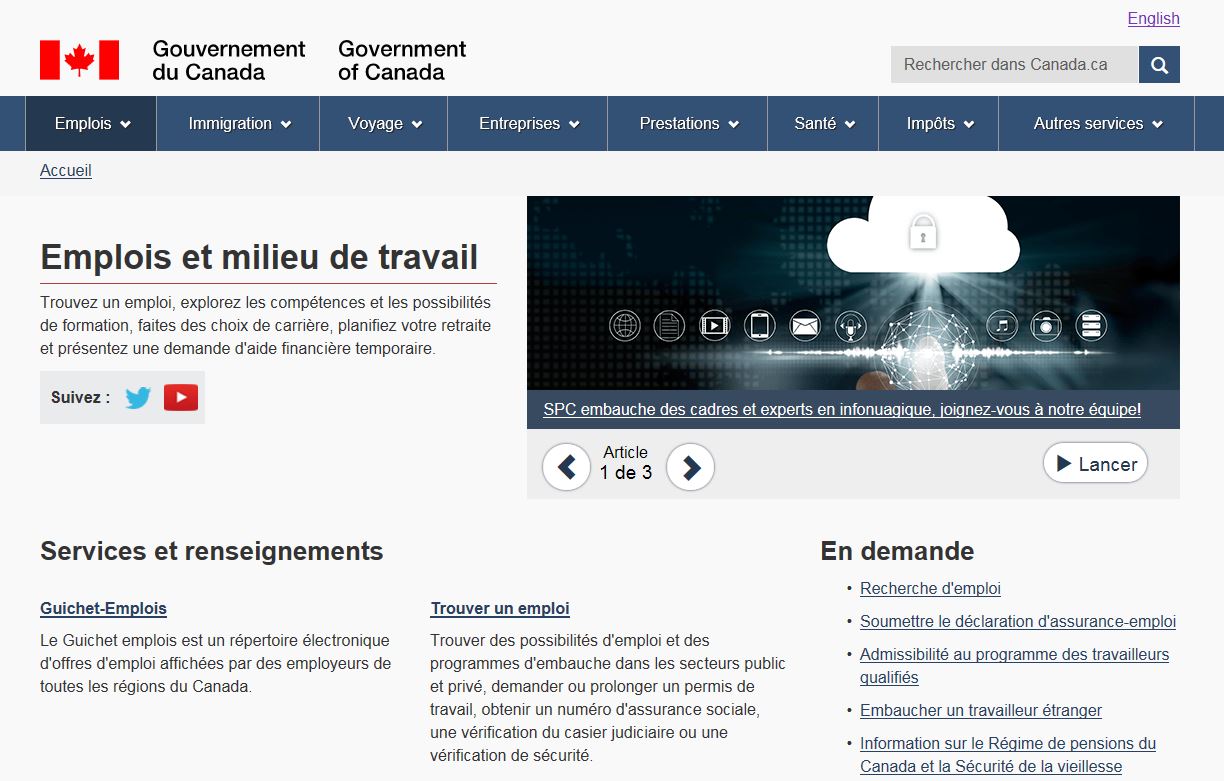 English
Gouvernement
du Canada
Government
of Canada
Rechercher dans Canada.ca
Emplois
Immigration
Voyage
Entreprises
Prestations
Santé
Impôts
Autres services
Accueil
Emplois et milieu de travail
Trouvez un emploi, explorez les compétences et les possibilités
de formation, faites des choix de carrière, planifiez votre retraite
et présentez une demande d'aide financière temporaire.
Suivez :
SPC embauche des cadres et experts en infonuagique, joignez-vous à notre équipe!
Article
1 de 3
Lancer
Services et renseignements
Guichet-Emplois
Le Guichet emplois est un répertoire électronique
d'offres d'emploi affichées par des employeurs de
toutes les régions du Canada.
Trouver un emploi
Trouver des possibilités d'emploi et des
programmes d'embauche dans les secteurs public
et privé, demander ou prolonger un permis de
travail, obtenir un numéro d'assurance sociale,
une vérification du casier judiciaire ou une
vérification de sécurité.
En demande
• Recherche d'emploi
• Soumettre le déclaration d'assurance-emploi
• Admissibilité au programme des travailleurs
qualifiés
• Embaucher un travailleur étranger
• Information sur le Régime de pensions du
Canada et la Sécurité de la vieillesse